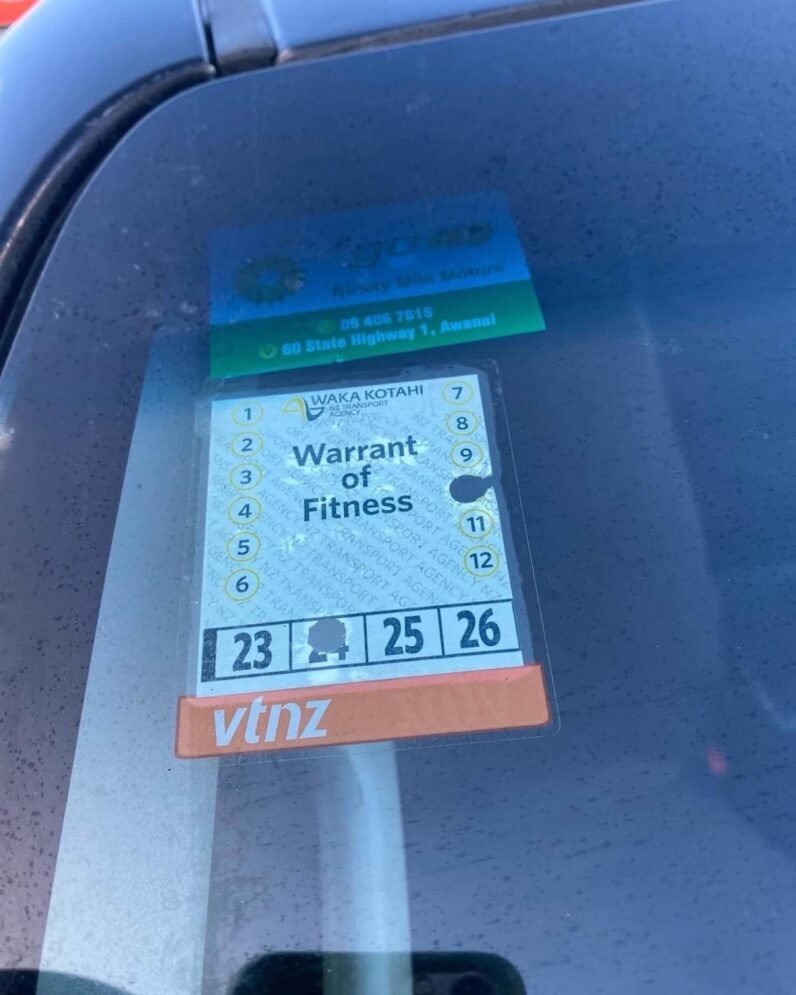 Ninety Mile Motors
09 406 7615
60 State Highway 1, Awanui
WAKA KOTAHI
NZ TRANSPORT
AGENCY
Warrant
of
Fitness
1
2
3
4
5
6
7
8
9
11
12
23 25 26
vtnz